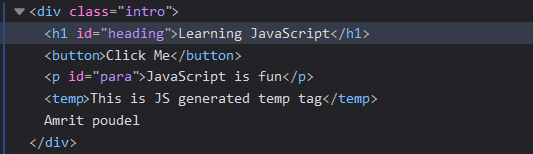 <div class="intro">
<h1 id="heading">Learning JavaScript</h1>
<button>Click Me</button>
<p id="para">JavaScript is fun</p>
<temp>This is JS generated temp tag</temp>
Amrit poudel
</div>